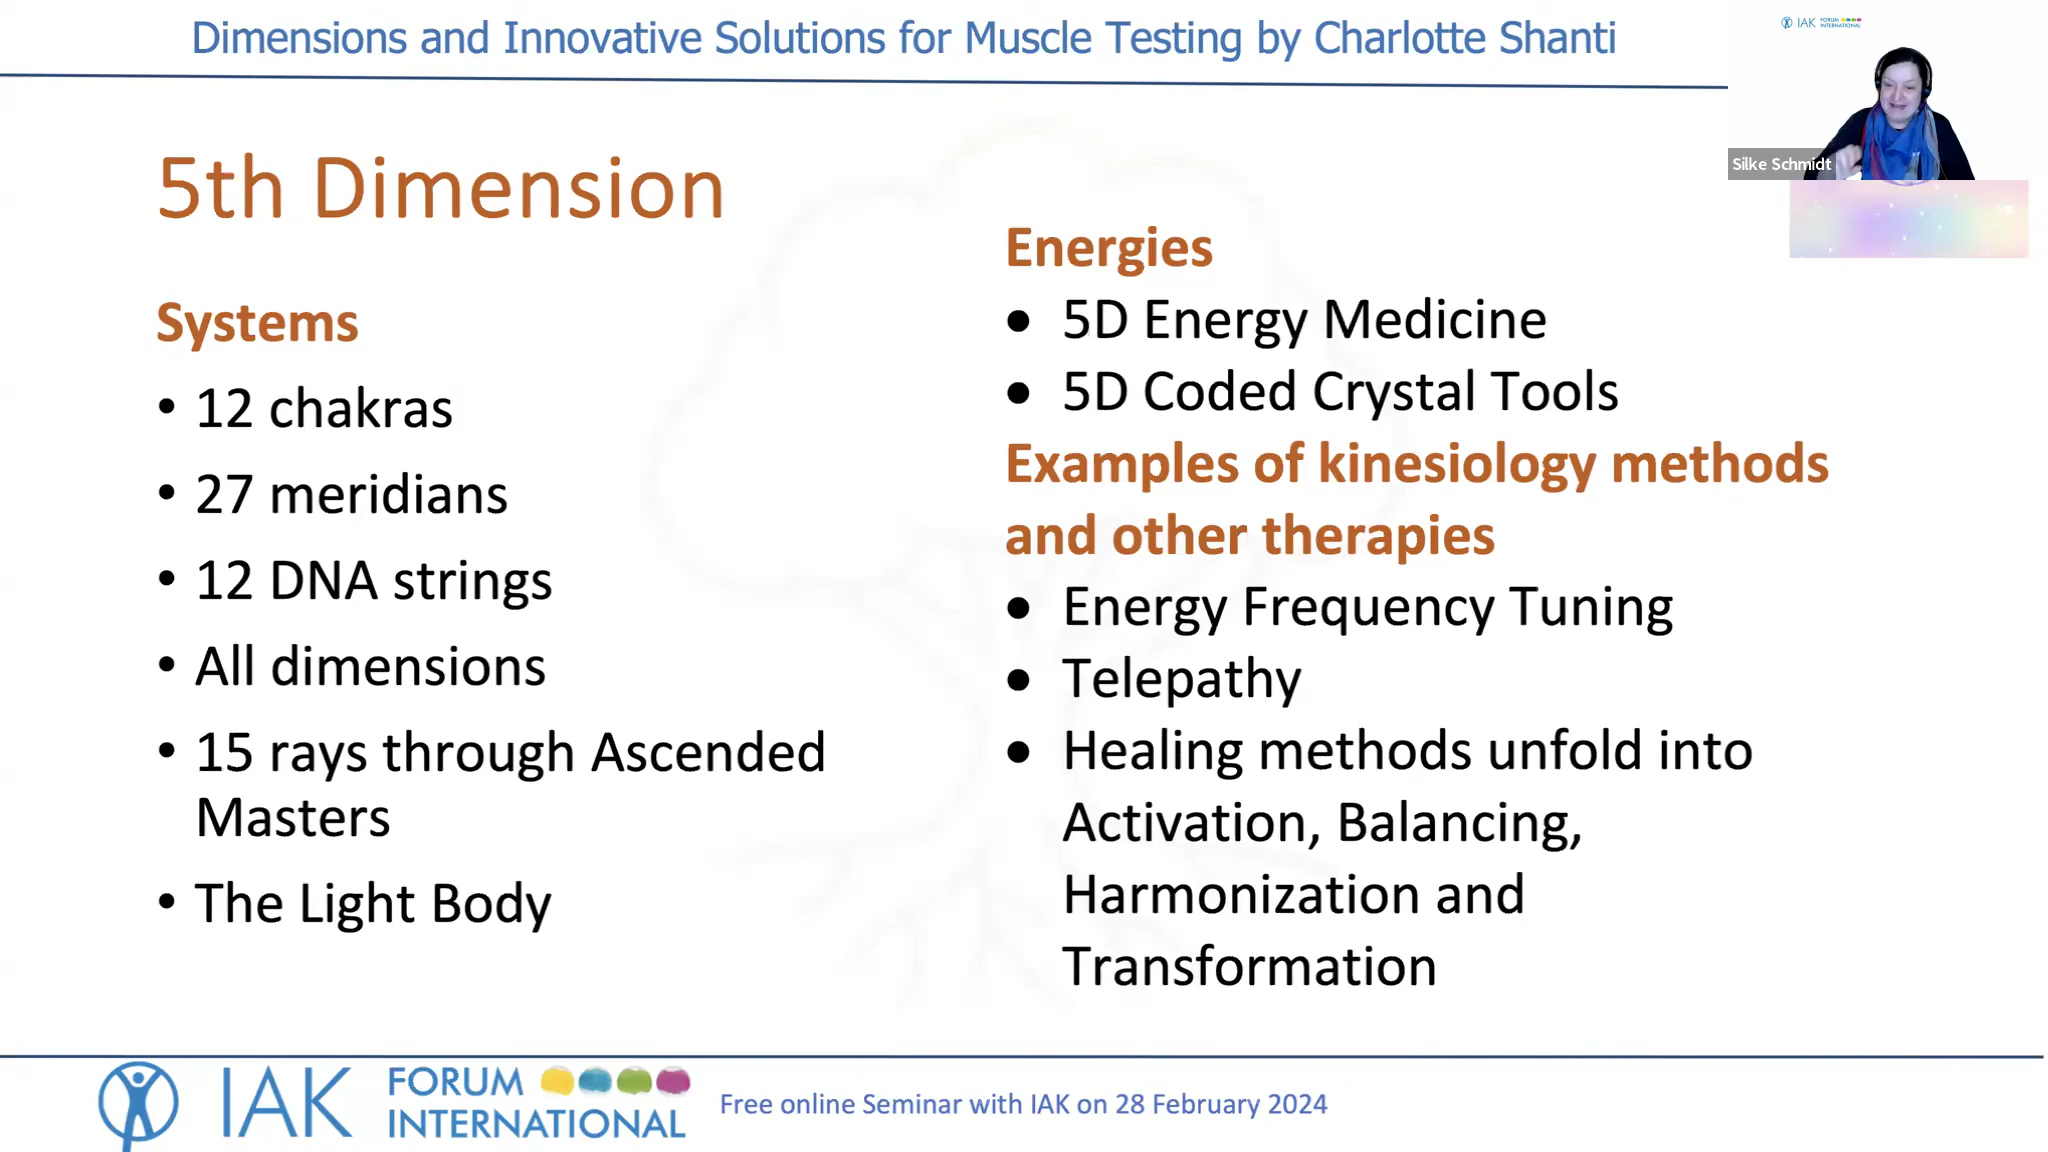 Dimensions and Innovative Solutions for Muscle Testing by Charlotte Shanti
IAK FORUM INTERNATIONAL
Silke Schmidt
5th Dimension
Systems
• 12 chakras
• 27 meridians
• 12 DNA strings
• All dimensions
• 15 rays through Ascended
Masters
• The Light Body
Energies
• 5D Energy Medicine
• 5D Coded Crystal Tools
Examples of kinesiology methods
and other therapies
• Energy Frequency Tuning
• Telepathy
• Healing methods unfold into
Activation, Balancing,
Harmonization and
Transformation
IAK FORUM
INTERNATIONAL
Free online Seminar with IAK on 28 February 2024